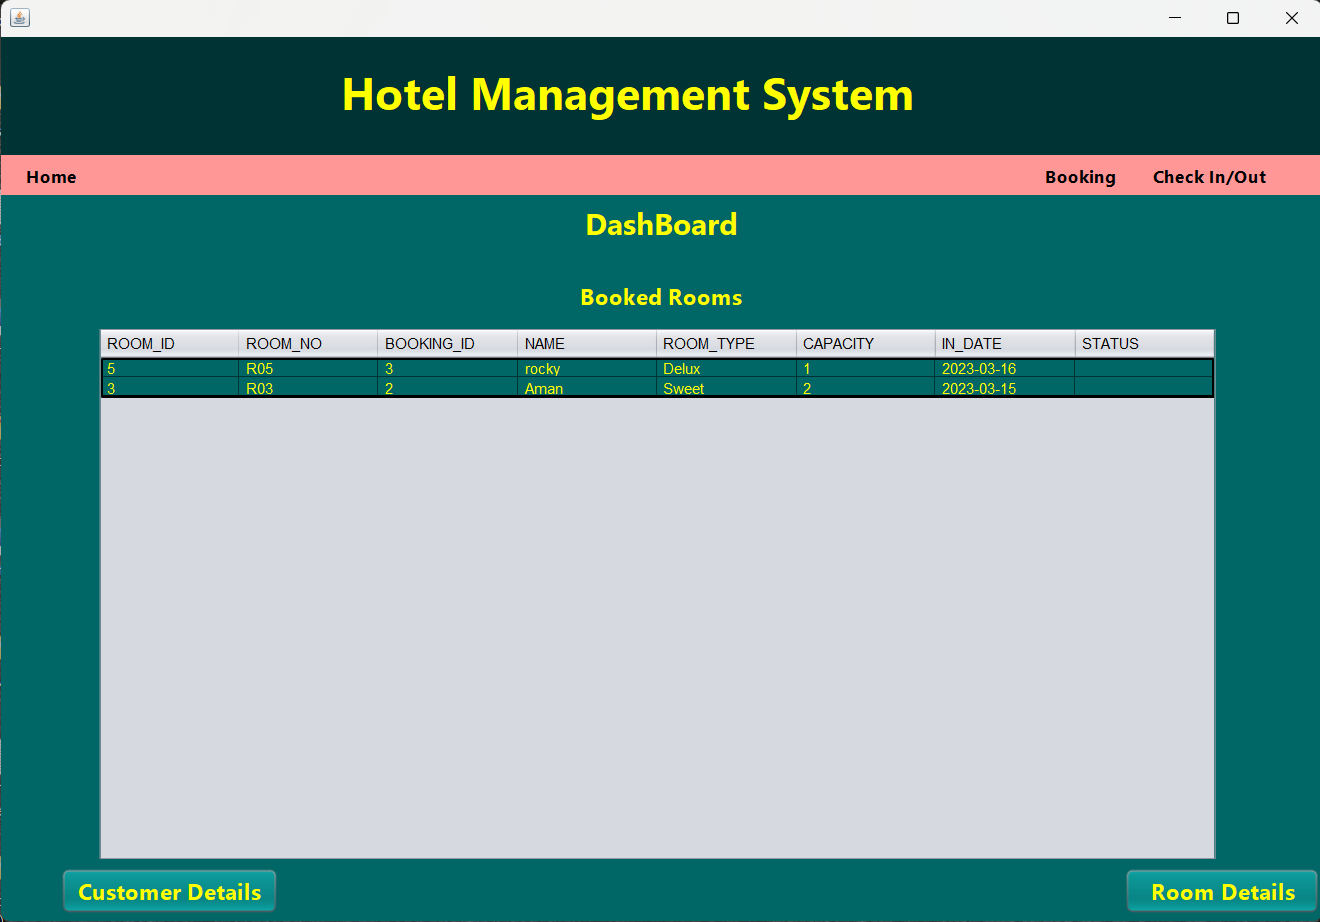 Hotel Management System
Home Booking Check In/Out
DashBoard
Booked Rooms
ROOM_ID ROOM_NO BOOKING_ID NAME ROOM_TYPE CAPACITY IN_DATE STATUS
5 R05 3 rocky Delux 1 2023-03-16
3 R03 2 Aman Sweet 2 2023-03-15
Customer Details Room Details